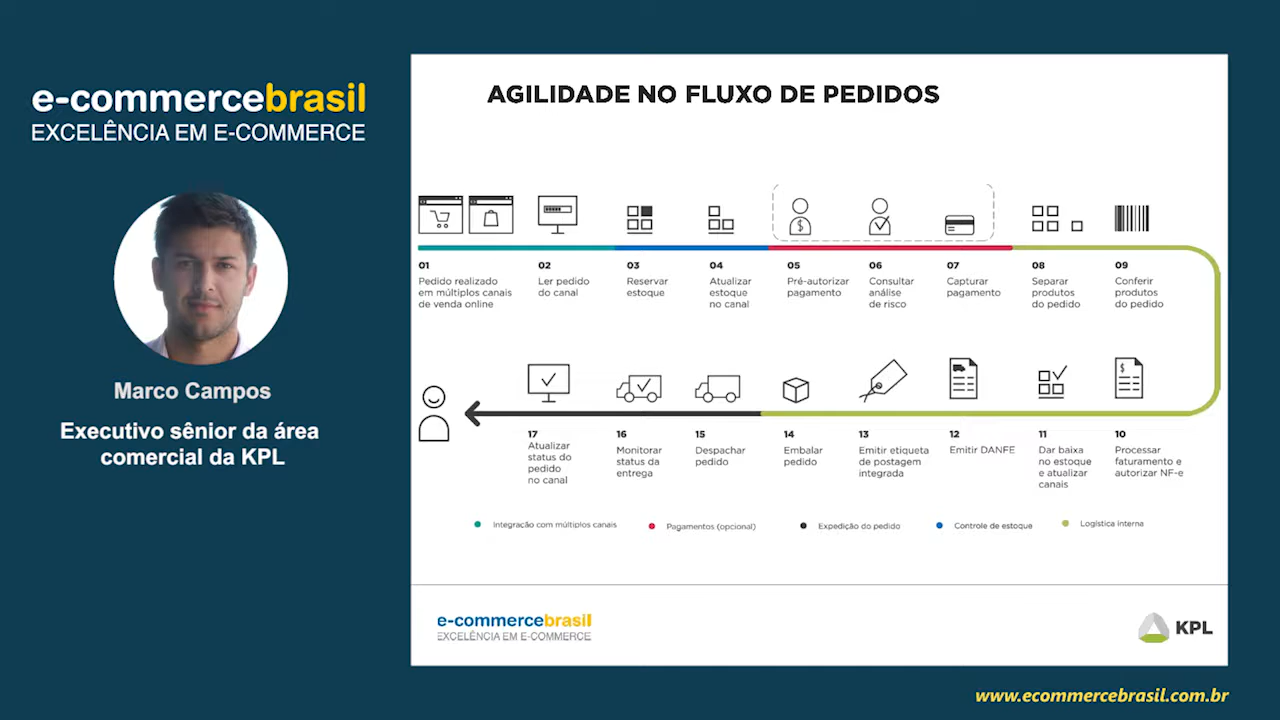 e-commercebrasil
EXCELÊNCIA EM E-COMMERCE
Marco Campos
Executivo sênior da área
comercial da KPL
AGILIDADE NO FLUXO DE PEDIDOS
01
Pedido realizado
em múltiplos canais
de venda online
02
Ler pedido
do canal
03
Reservar
estoque
04
Atualizar
estoque
no canal
05
Pré-autorizar
pagamento
06
Consultar
análise
de risco
07
Capturar
pagamento
08
Separar
produtos
do pedido
09
Conferir
produtos
do pedido
17
Atualizar
status do
pedido
no canal
16
Monitorar
status da
entrega
15
Despachar
pedido
14
Embalar
pedido
13
Emitir etiqueta
de postagem
integrada
12
Emitir DANFE
11
Dar baixa
no estoque
e atualizar
canais
10
Processar
faturamento e
autorizar NF-e
Integração com múltiplos canais
Pagamentos (opcional)
Expedição do pedido
Controle de estoque
Logística interna
e-commercebrasil
EXCELÊNCIA EM E-COMMERCE
KPL
www.ecommercebrasil.com.br